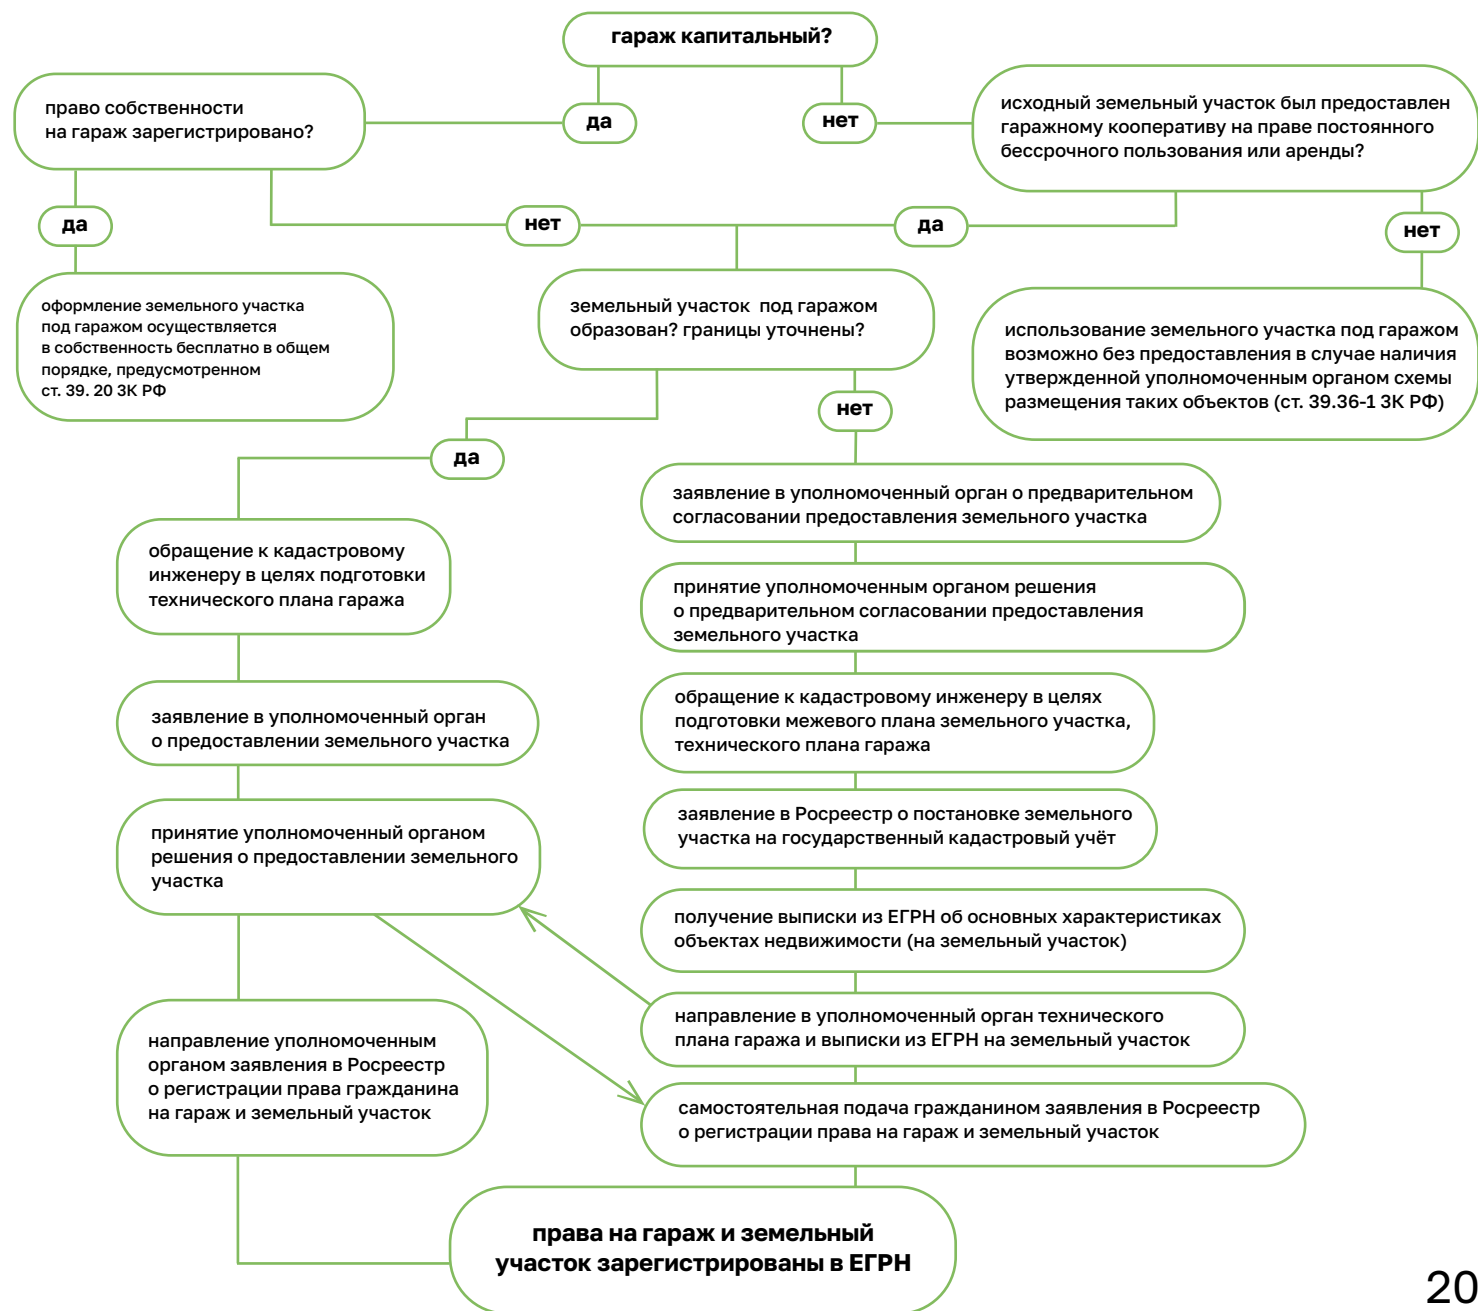 гараж капитальный?
право собственности
на гараж зарегистрировано?
да
нет
исходный земельный участок был предоставлен
гаражному кооперативу на праве постоянного
бессрочного пользования или аренды?
да
нет
да
нет
оформление земельного участка
под гаражом осуществляется
в собственность бесплатно в общем
порядке, предусмотренном
ст. 39. 20 ЗК РФ
земельный участок под гаражом
образован? границы уточнены?
использование земельного участка под гаражом
возможно без предоставления в случае наличия
утвержденной уполномоченным органом схемы
размещения таких объектов (ст. 39.36-1 ЗК РФ)
да
нет
обращение к кадастровому
инженеру в целях подготовки
технического плана гаража
заявление в уполномоченный орган
о предоставлении земельного участка
принятие уполномоченный органом
решения о предоставлении земельного
участка
направление уполномоченным
органом заявления в Росреестр
о регистрации права гражданина
на гараж и земельный участок
заявление в уполномоченный орган о предварительном
согласовании предоставления земельного участка
принятие уполномоченным органом решения
о предварительном согласовании предоставления
земельного участка
обращение к кадастровому инженеру в целях
подготовки межевого плана земельного участка,
технического плана гаража
заявление в Росреестр о постановке земельного
участка на государственный кадастровый учёт
получение выписки из ЕГРН об основных характеристиках
объектах недвижимости (на земельный участок)
направление в уполномоченный орган технического
плана гаража и выписки из ЕГРН на земельный участок
самостоятельная подача гражданином заявления в Росреестр
о регистрации права на гараж и земельный участок
права на гараж и земельный
участок зарегистрированы в ЕГРН
20